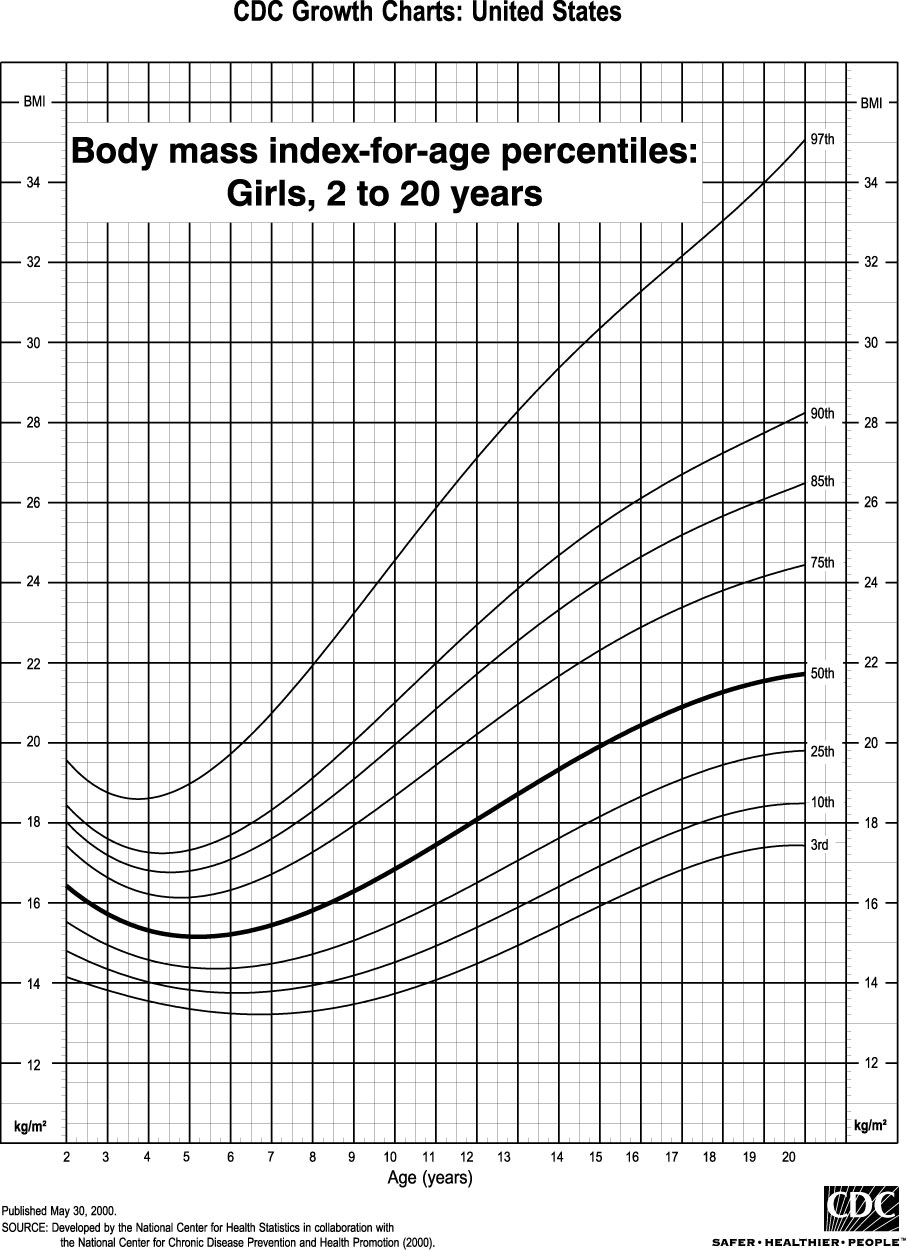 CDC Growth Charts: United States
BMI
BMI
Body mass index-for-age percentiles:
Girls, 2 to 20 years
97th
34
34
32
32
30
30
90th
28
28
85th
26
26
75th
24
24
50th
22
22
25th
20
20
10th
18
18
3rd
16
16
14
14
12
12
kg/m²
kg/m²
2 3 4 5 6 7 8 9 10 11 12 13 14 15 16 17 18 19 20
Age (years)
Published May 30, 2000.
SOURCE: Developed by the National Center for Health Statistics in collaboration with
the National Center for Chronic Disease Prevention and Health Promotion (2000).
CDC
SAFER • HEALTHIER • PEOPLE™